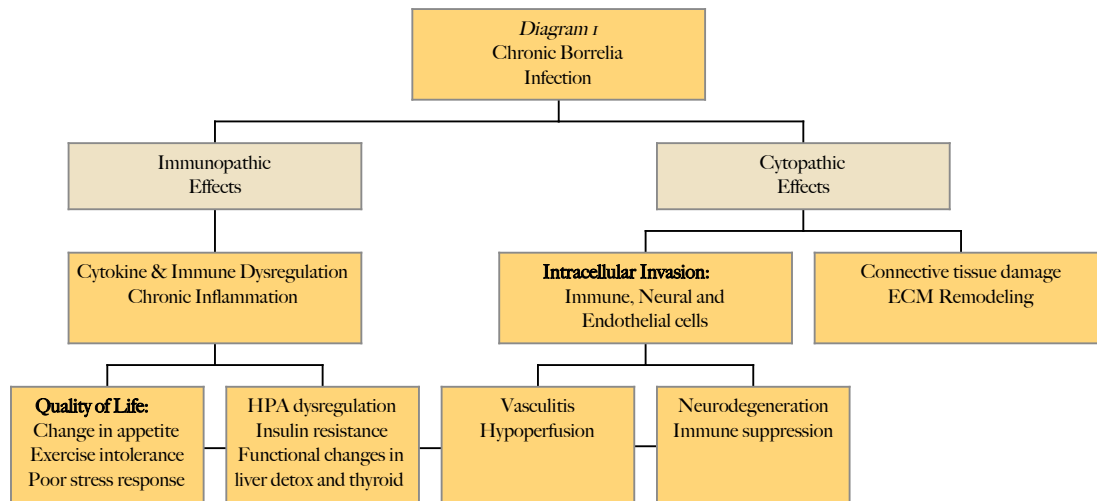 Diagram 1
Chronic Borrelia
Infection
Immunopathic
Effects
Cytopathic
Effects
Cytokine & Immune Dysregulation
Chronic Inflammation
Intracellular Invasion:
Immune, Neural and
Endothelial cells
Connective tissue damage
ECM Remodeling
Quality of Life:
Change in appetite
Exercise intolerance
Poor stress response
HPA dysregulation
Insulin resistance
Functional changes in
liver detox and thyroid
Vasculitis
Hypoperfusion
Neurodegeneration
Immune suppression